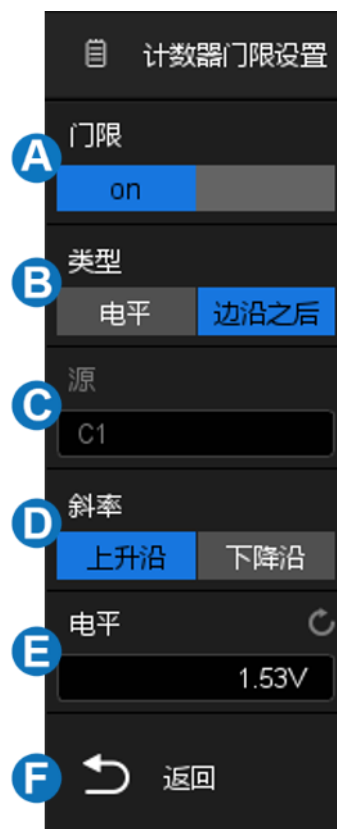 计数器门限设置
A
门限
on
B
类型
电平 边沿之后
C
源
C1
D
斜率
上升沿 下降沿
E
电平
1.53V
F
返回